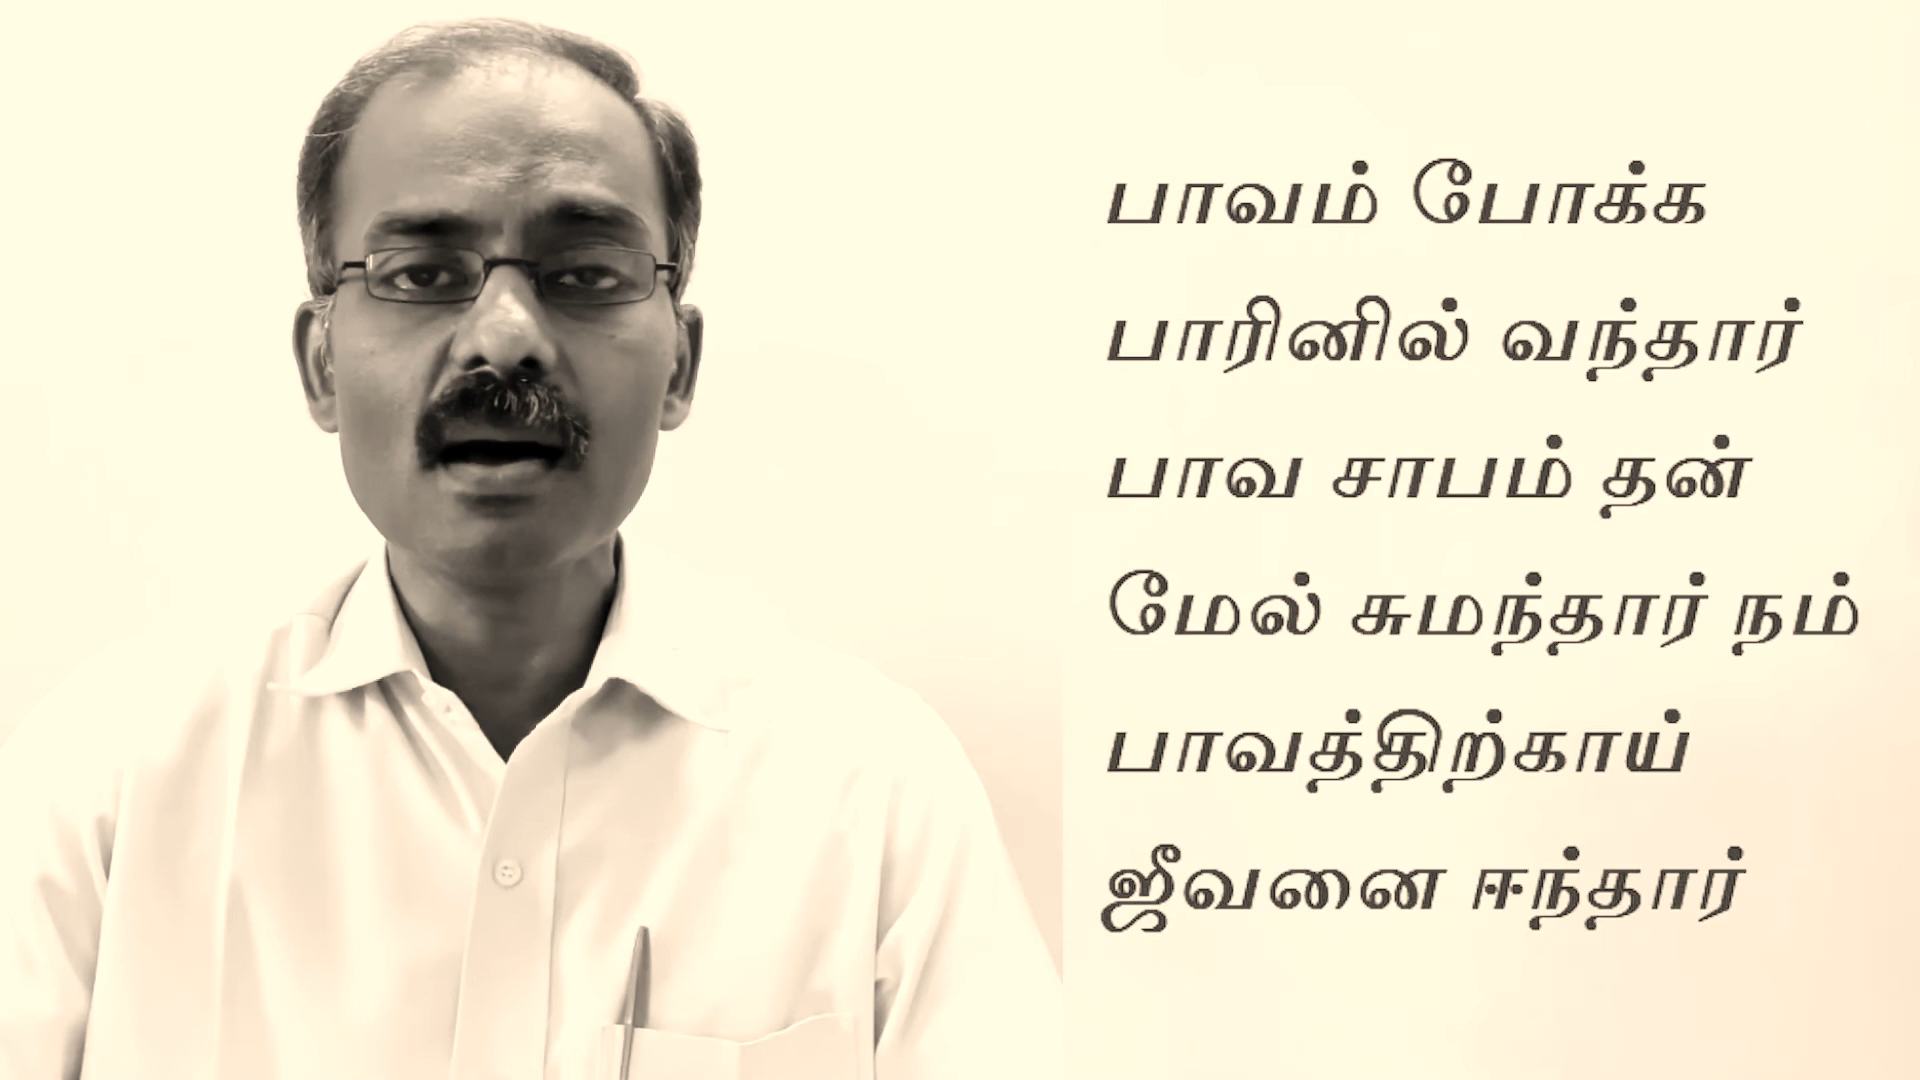 பாவம் போக்க
பாரினில் வந்தார்
பாவ சாபம் தன்
மேல் சுமந்தார் நம்
பாவத்திற்காய்
ஜீவனை ஈந்தார்